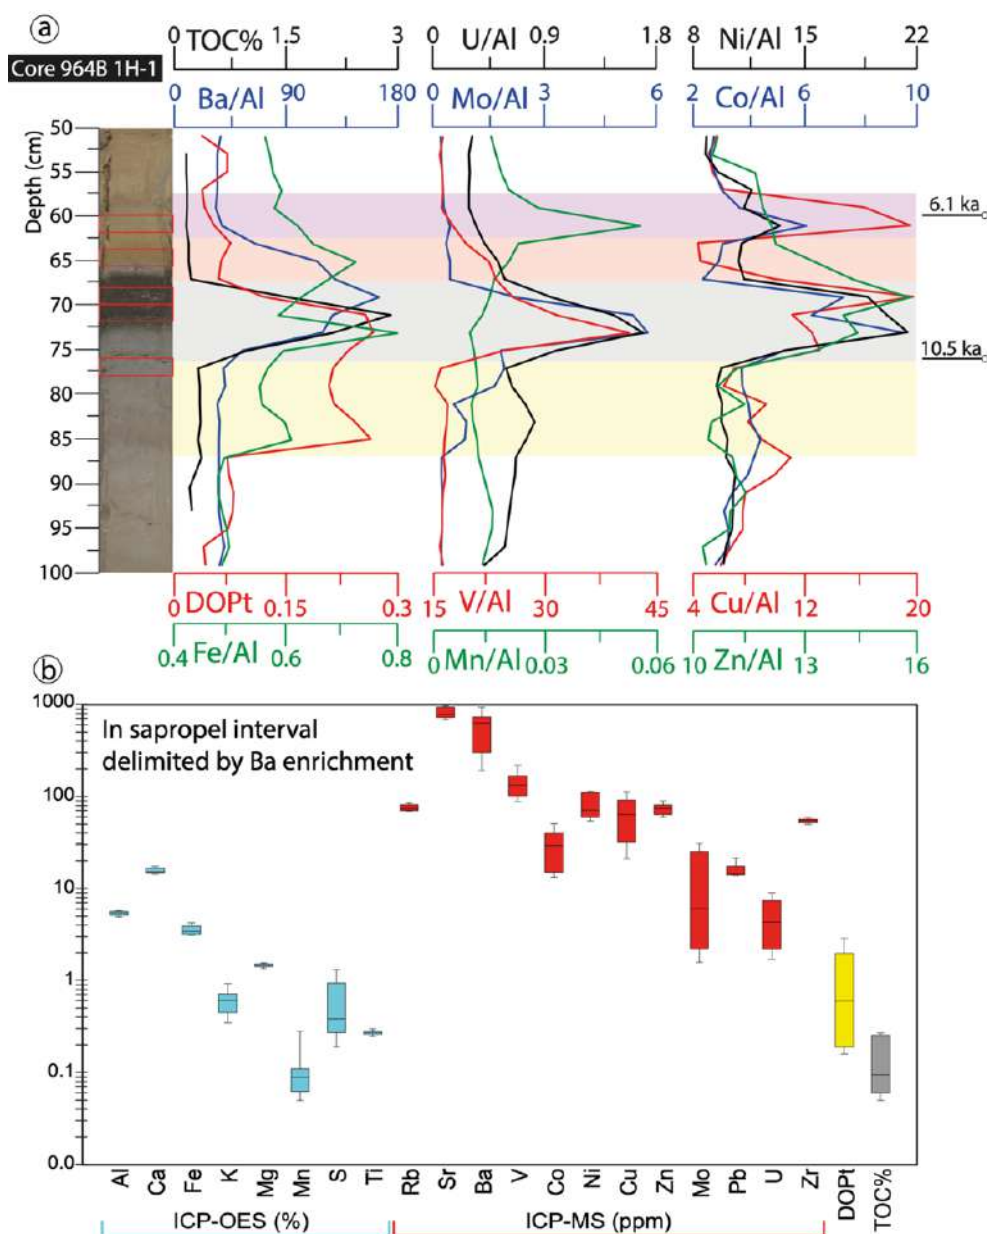 a
0 1.5 3 0 0.9 1.8 8 15 22
TOC% U/Al Ni/Al
Core 964B 1H-1
Ba/Al Mo/Al Co/Al
0 90 180 0 3 6 2 6 10
Depth (cm)
50
55
60
65
70
75
80
85
90
95
100
6.1 ka
10.5 ka
DOPt V/Al Cu/Al
0 0.15 0.3 15 30 45 4 12 20
Fe/Al Mn/Al Zn/Al
0.4 0.6 0.8 0 0.03 0.06 10 13 16
b
In sapropel interval
delimited by Ba enrichment
1000
100
10
1
0.1
0.0
Al Ca Fe K Mg Mn S Ti Rb Sr Ba V Co Ni Cu Zn Mo Pb U Zr DOPt TOC%
ICP-OES (%) ICP-MS (ppm)